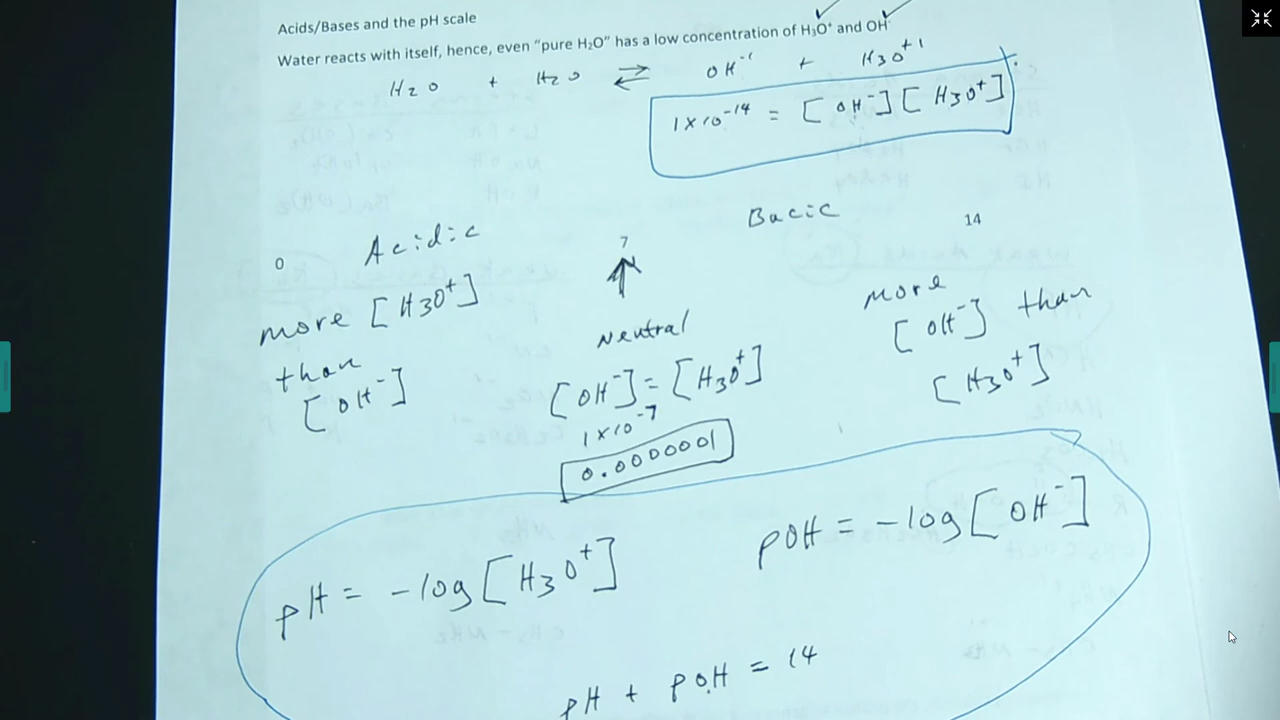 Acids/Bases and the pH scale
Water reacts with itself, hence, even “pure H₂O” has a low concentration of H₃O⁺ and OH⁻
H₂O + H₂O ⇌ OH⁻¹ + H₃O⁺¹
1 x 10⁻¹⁴ = [OH⁻][H₃O⁺]
0 Acidic 7 Bacic 14
more [H₃O⁺]
than
[OH⁻]
Neutral
[OH⁻] = [H₃O⁺]
1 x 10⁻⁷
0.0000001
more
[OH⁻] than
[H₃O⁺]
pH = -log[H₃O⁺]
pOH = -log[OH⁻]
pH + pOH = 14